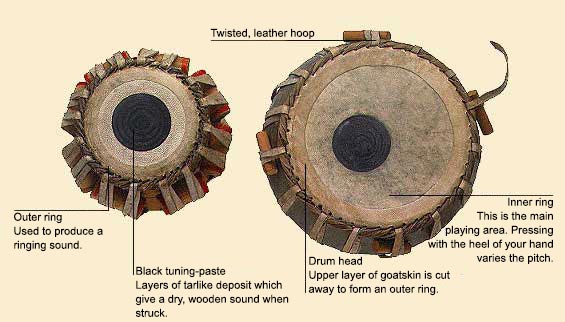 Twisted, leather hoop
Outer ring
Used to produce a
ringing sound.
Black tuning-paste
Layers of tarlike deposit which
give a dry, wooden sound when
struck.
Drum head
Upper layer of goatskin is cut
away to form an outer ring.
Inner ring
This is the main
playing area. Pressing
with the heel of your hand
varies the pitch.